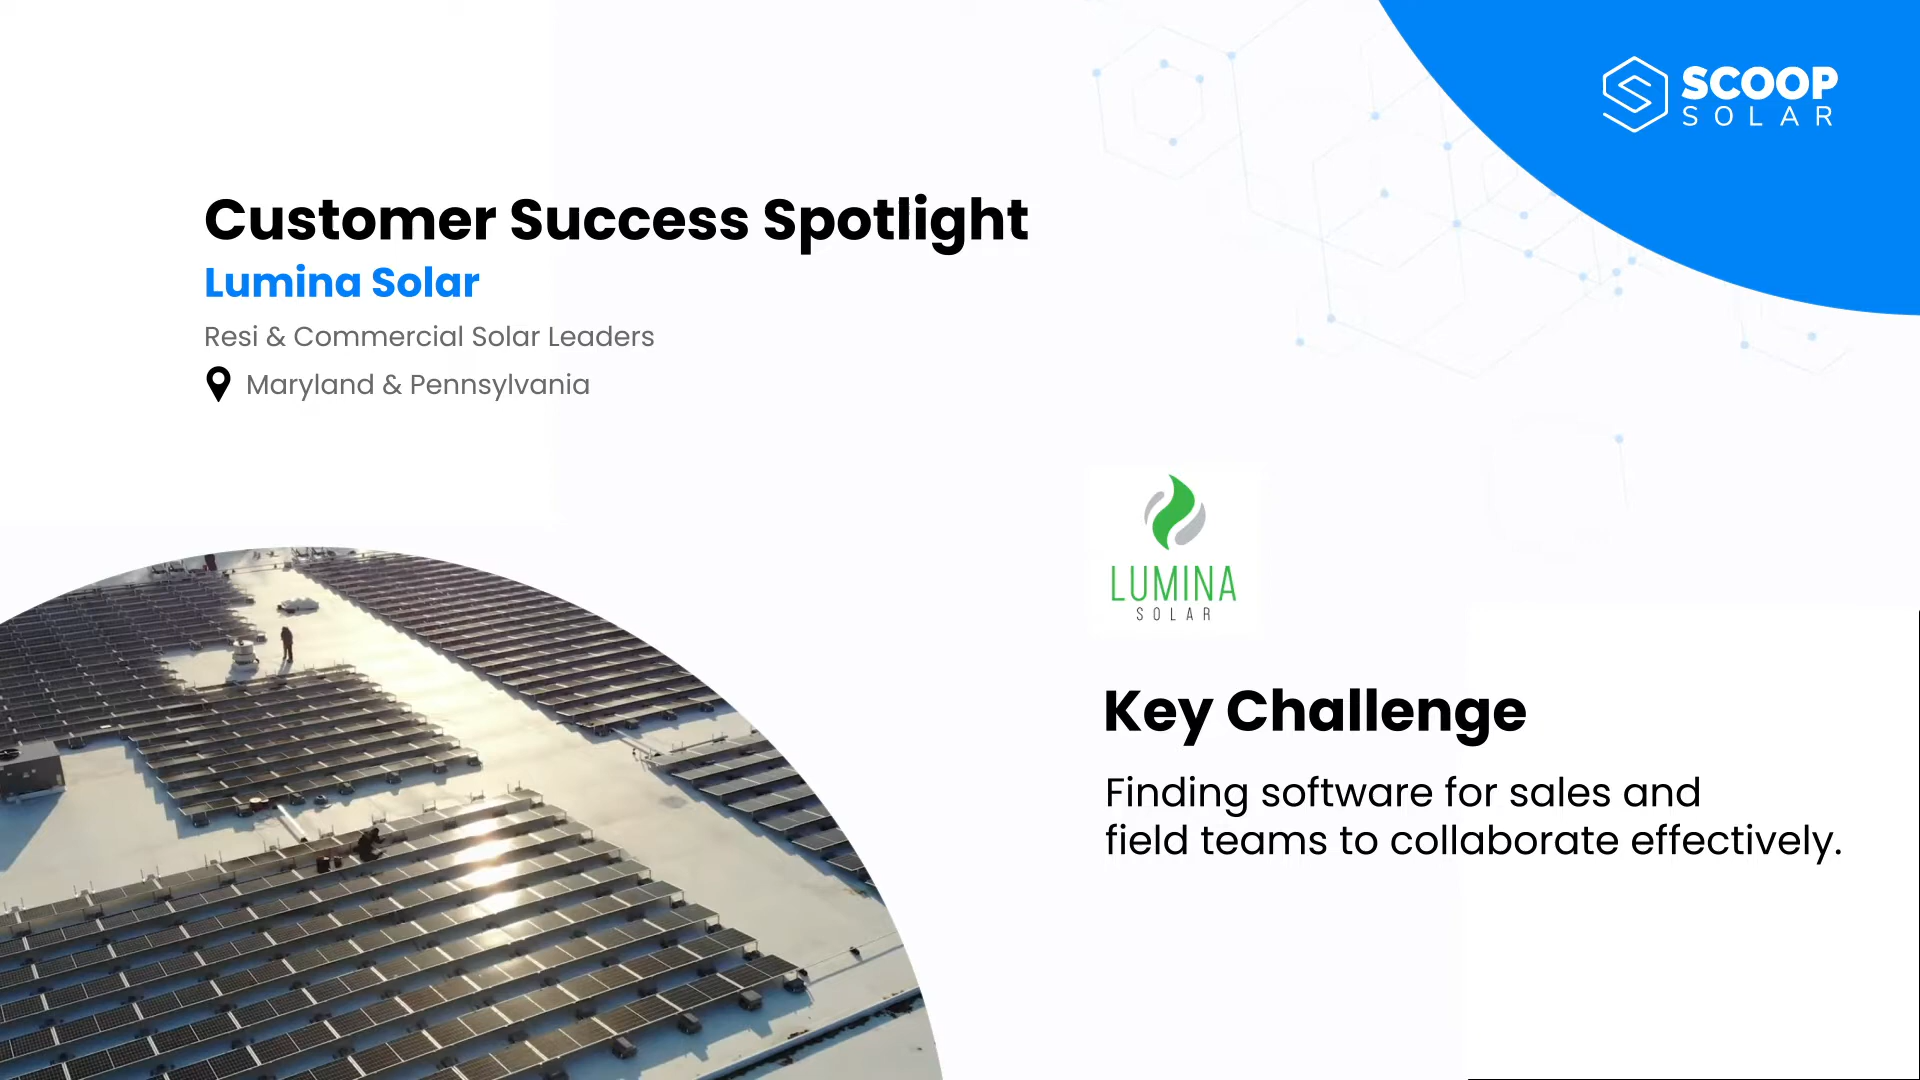 SCOOP
SOLAR
Customer Success Spotlight
Lumina Solar
Resi & Commercial Solar Leaders
Maryland & Pennsylvania
LUMINA
SOLAR
Key Challenge
Finding software for sales and
field teams to collaborate effectively.